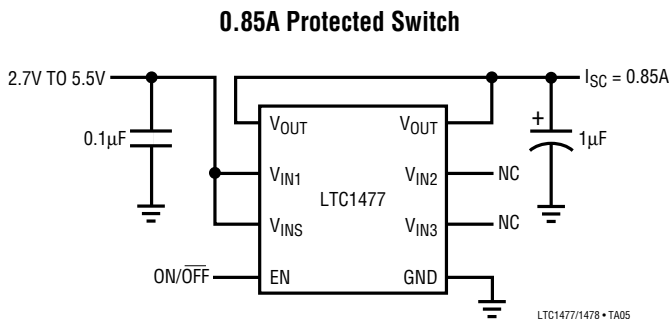 0.85A Protected Switch
2.7V TO 5.5V
I_SC = 0.85A
0.1µF
+
1µF
V_OUT
V_OUT
V_IN1
V_IN2
NC
LTC1477
V_INS
V_IN3
NC
ON/O̅F̅F̅
EN
GND
LTC1477/1478 • TA05